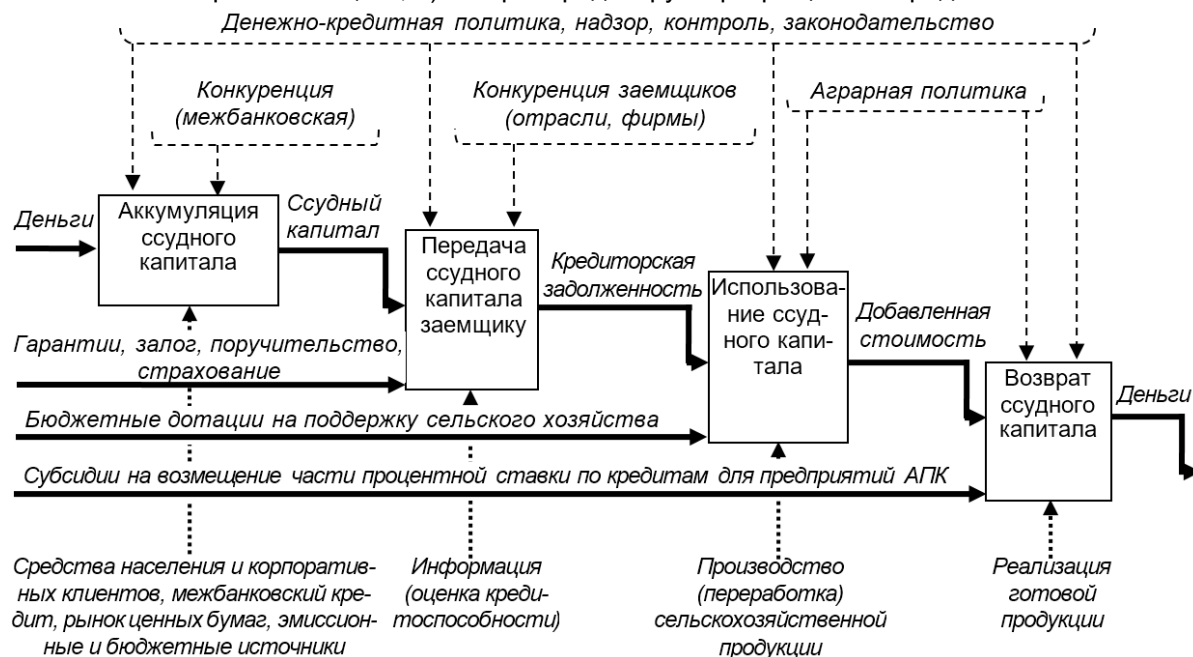 Денежно-кредитная политика, надзор, контроль, законодательство
Конкуренция
(межбанковская)
Конкуренция заемщиков
(отрасли, фирмы)
Аграрная политика
Деньги
Аккумуляция
ссудного
капитала
Ссудный
капитал
Передача
ссудного
капитала
заемщику
Кредиторская
задолженность
Использова-
ние ссуд-
ного капи-
тала
Добавленная
стоимость
Возврат
ссудного
капитала
Деньги
Гарантии, залог, поручительство,
страхование
Бюджетные дотации на поддержку сельского хозяйства
Субсидии на возмещение части процентной ставки по кредитам для предприятий АПК
Средства населения и корпоратив-
ных клиентов, межбанковский кре-
дит, рынок ценных бумаг, эмиссион-
ные и бюджетные источники
Информация
(оценка креди-
тоспособности)
Производство
(переработка)
сельскохозяйственной
продукции
Реализация
готовой
продукции